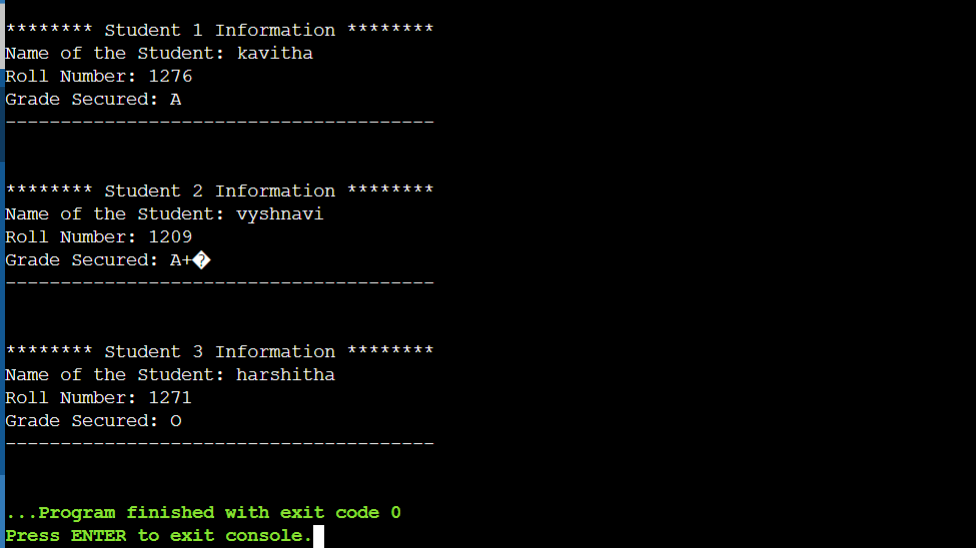 ******** Student 1 Information ********
Name of the Student: kavitha
Roll Number: 1276
Grade Secured: A
---------------------------------------
******** Student 2 Information ********
Name of the Student: vyshnavi
Roll Number: 1209
Grade Secured: A+�
---------------------------------------
******** Student 3 Information ********
Name of the Student: harshitha
Roll Number: 1271
Grade Secured: O
---------------------------------------
...Program finished with exit code 0
Press ENTER to exit console.